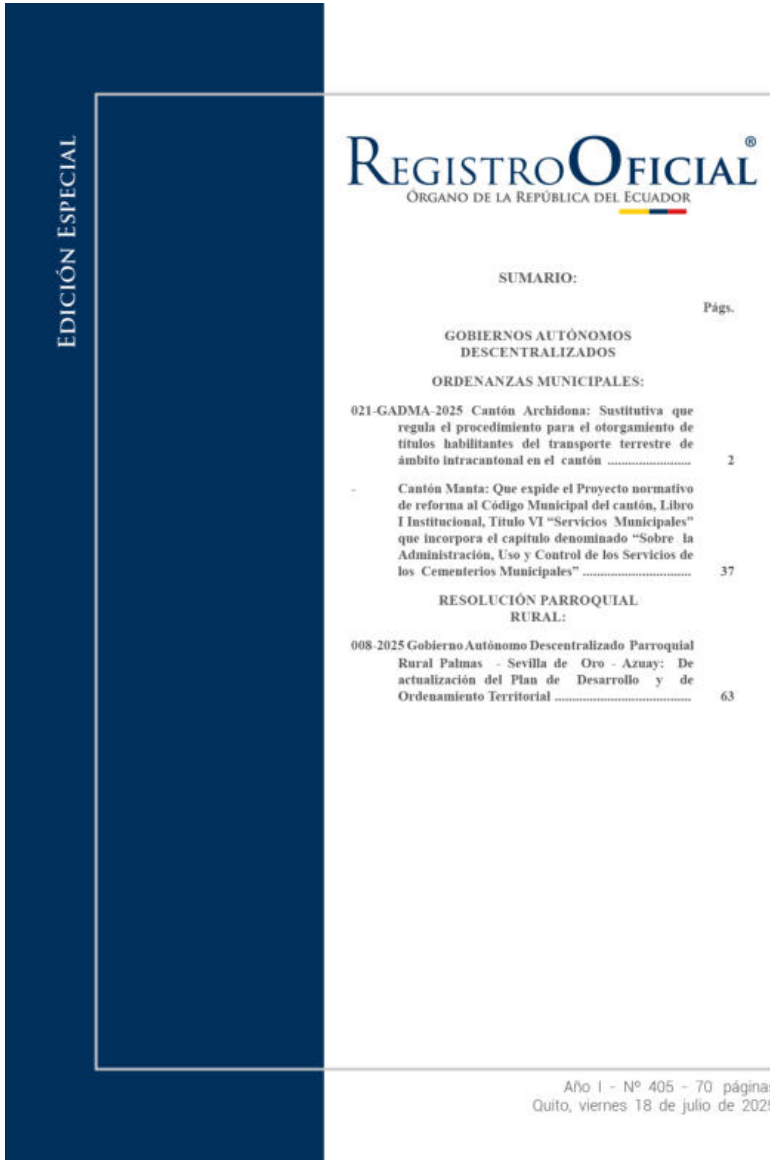 EDICIÓN ESPECIAL
REGISTRO OFICIAL®
ÓRGANO DE LA REPÚBLICA DEL ECUADOR
SUMARIO:
Págs.
GOBIERNOS AUTÓNOMOS
DESCENTRALIZADOS
ORDENANZAS MUNICIPALES:
021-GADMA-2025 Cantón Archidona: Sustitutiva que
regula el procedimiento para el otorgamiento de
títulos habilitantes del transporte terrestre de
ámbito intracantonal en el cantón ........................ 2
- Cantón Manta: Que expide el Proyecto normativo
de reforma al Código Municipal del cantón, Libro
I Institucional, Título VI “Servicios Municipales”
que incorpora el capítulo denominado “Sobre la
Administración, Uso y Control de los Servicios de
los Cementerios Municipales” ............................... 37
RESOLUCIÓN PARROQUIAL
RURAL:
008-2025 Gobierno Autónomo Descentralizado Parroquial
Rural Palmas - Sevilla de Oro - Azuay: De
actualización del Plan de Desarrollo y de
Ordenamiento Territorial ....................................... 63
Año I - Nº 405 - 70 páginas
Quito, viernes 18 de julio de 2025